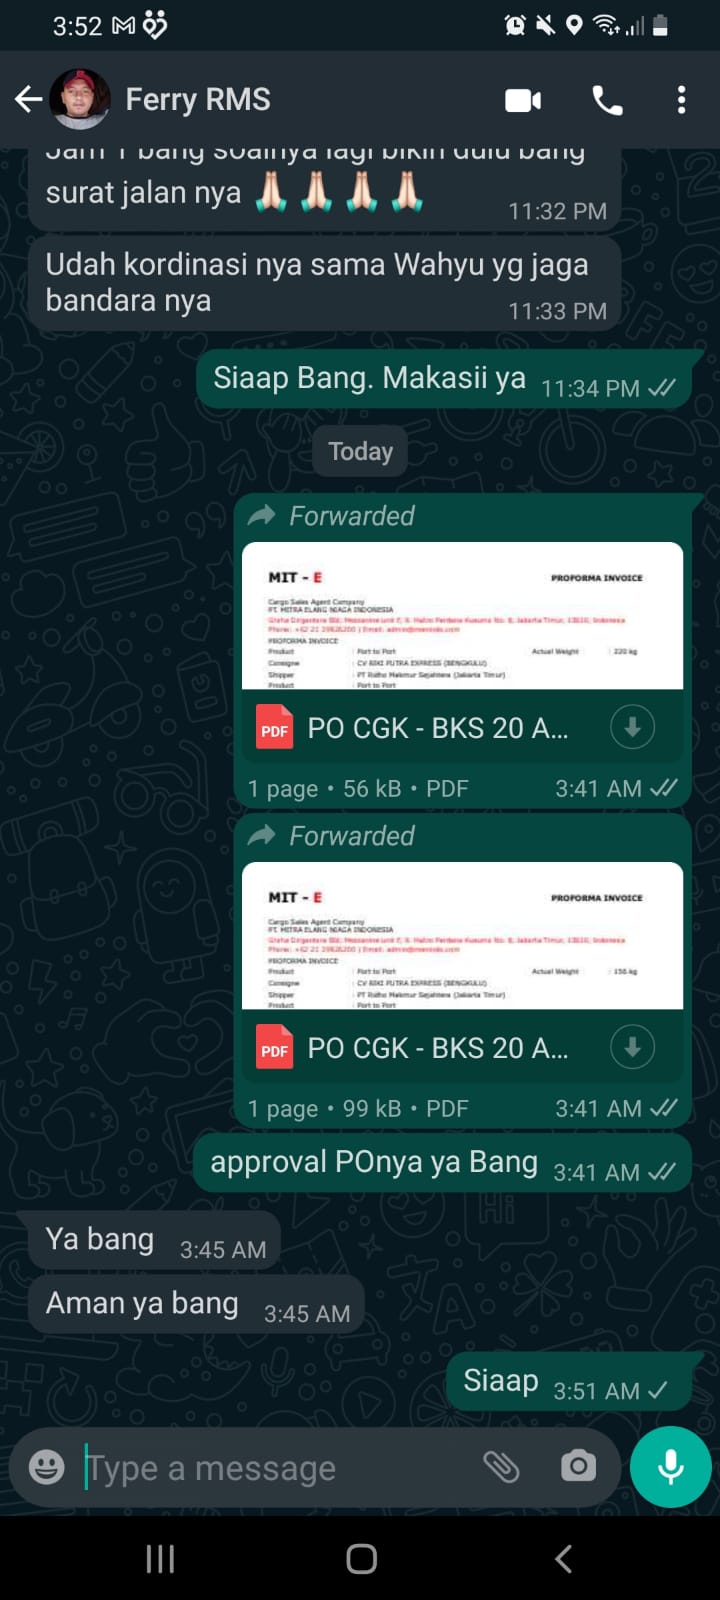 3:52
Ferry RMS
Jam 1 bang soalnya lagi bikin dulu bang
surat jalan nya 🙏🏻🙏🏻🙏🏻🙏🏻 11:32 PM
Udah kordinasi nya sama Wahyu yg jaga
bandara nya 11:33 PM
Siaap Bang. Makasii ya 11:34 PM
Today
Forwarded
MIT - E PROFORMA INVOICE
Cargo Sales Agent Company
PT. MITRA ELANG NIAGA INDONESIA
PROFORMA INVOICE
Product : Port to Port Actual Weight : 220 kg
Consigne : CV RIKI PUTRA EXPRESS (BENGKULU)
Shipper : PT Ridho Makmur Sejahtera (Jakarta Timur)
Product : Port to Port
PDF PO CGK - BKS 20 A...
1 page • 56 kB • PDF 3:41 AM
Forwarded
MIT - E PROFORMA INVOICE
Cargo Sales Agent Company
PT. MITRA ELANG NIAGA INDONESIA
PROFORMA INVOICE
Product : Port to Port Actual Weight : 156 kg
Consigne : CV RIKI PUTRA EXPRESS (BENGKULU)
Shipper : PT Ridho Makmur Sejahtera (Jakarta Timur)
Product : Port to Port
PDF PO CGK - BKS 20 A...
1 page • 99 kB • PDF 3:41 AM
approval POnya ya Bang 3:41 AM
Ya bang 3:45 AM
Aman ya bang 3:45 AM
Siaap 3:51 AM
Type a message